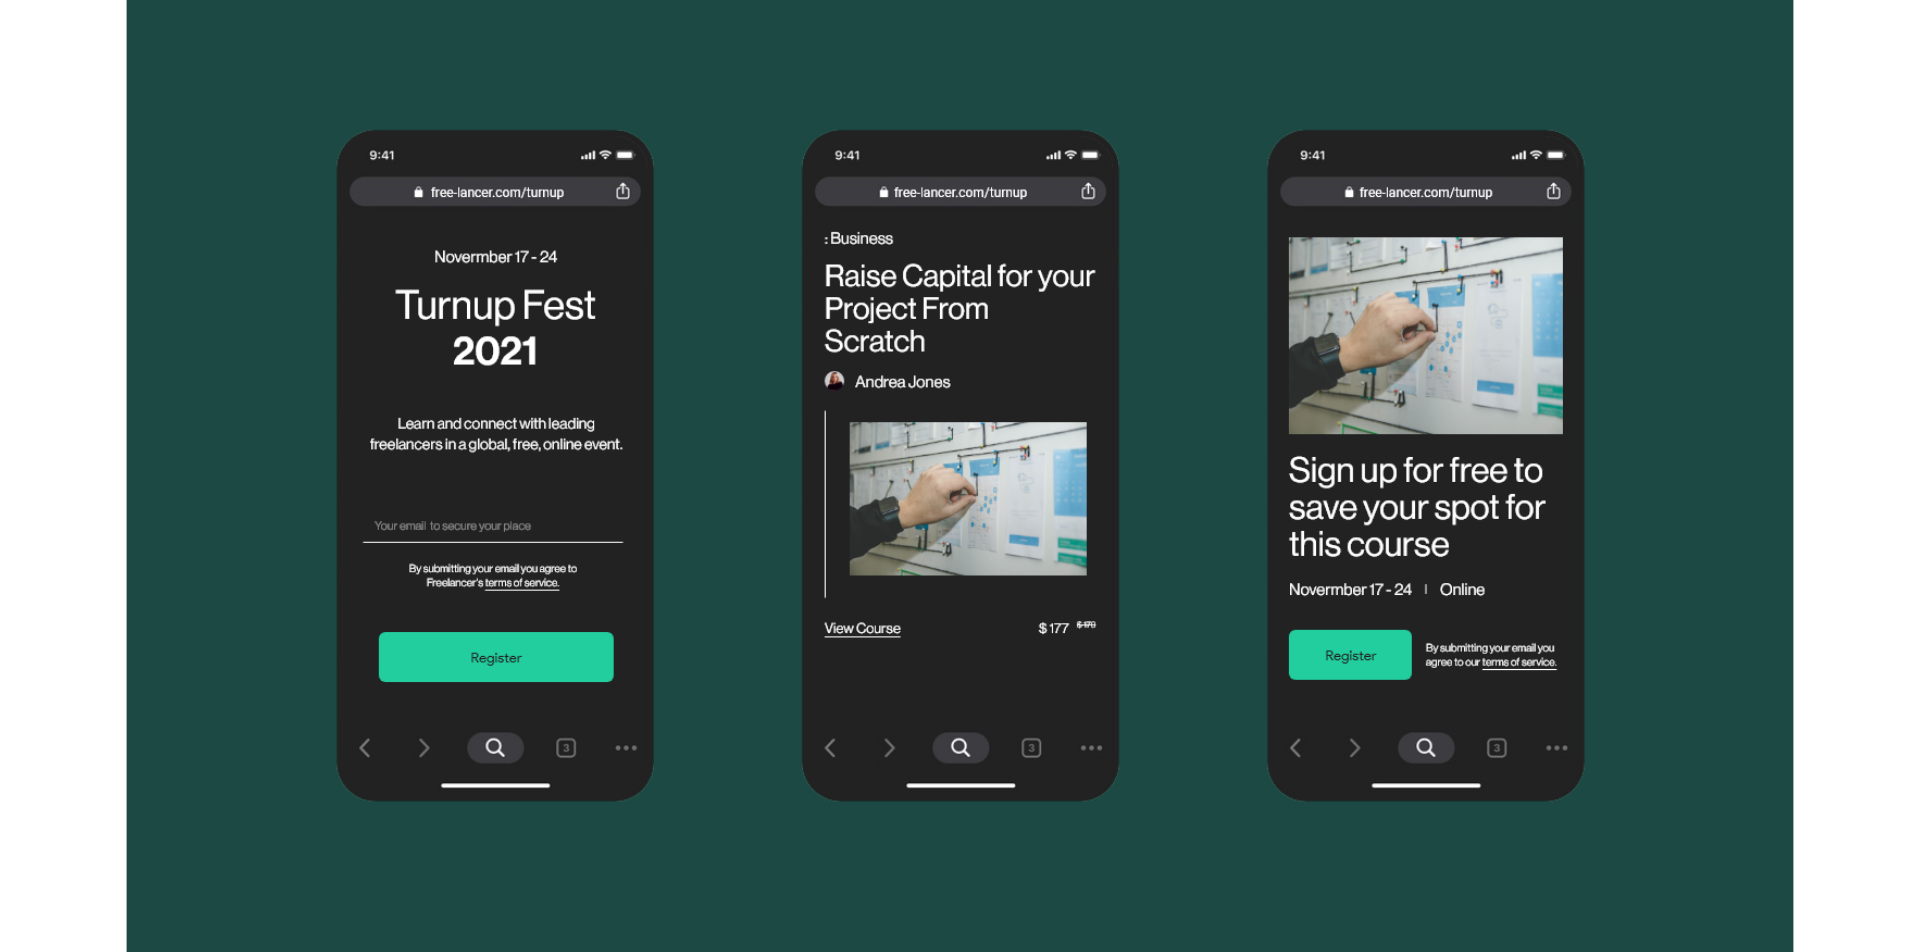 9:41
free-lancer.com/turnup
Novermber 17 - 24
Turnup Fest
2021
Learn and connect with leading
freelancers in a global, free, online event.
Your email to secure your place
By submitting your email you agree to
Freelancer's terms of service.
Register
3
9:41
free-lancer.com/turnup
: Business
Raise Capital for your
Project From
Scratch
Andrea Jones
View Course
$ 177 $ 179
3
9:41
free-lancer.com/turnup
Sign up for free to
save your spot for
this course
Novermber 17 - 24 | Online
Register
By submitting your email you
agree to our terms of service.
3